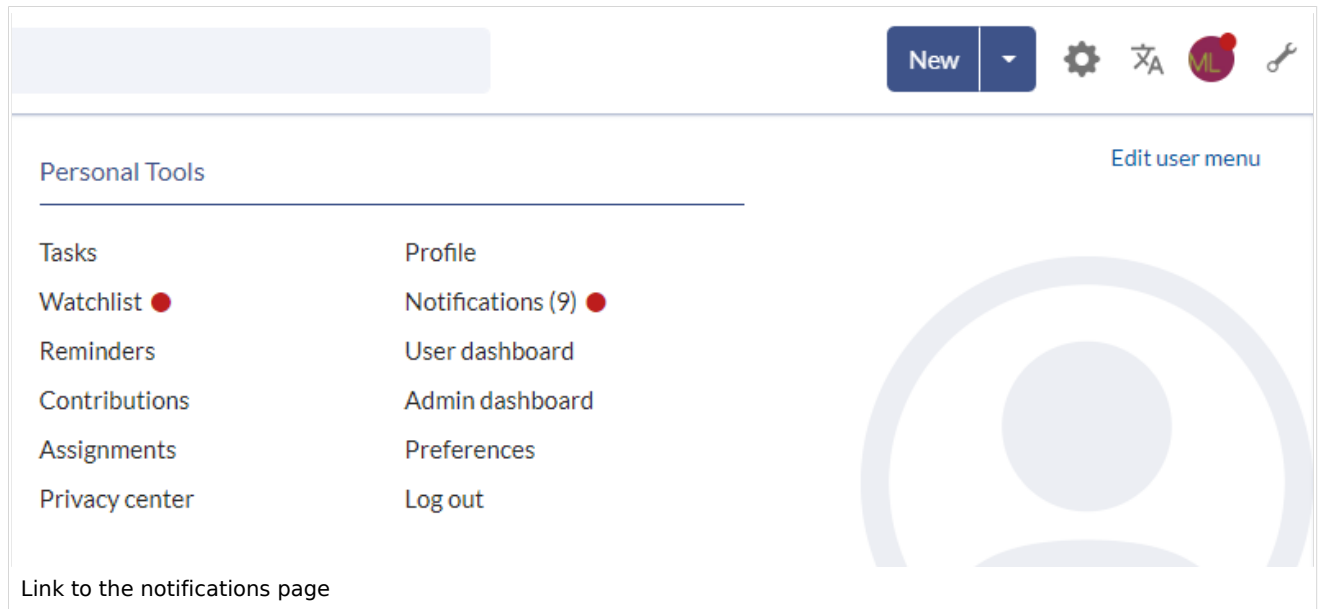 New
ML
Personal Tools
Edit user menu
Tasks
Watchlist
Reminders
Contributions
Assignments
Privacy center
Profile
Notifications (9)
User dashboard
Admin dashboard
Preferences
Log out
Link to the notifications page